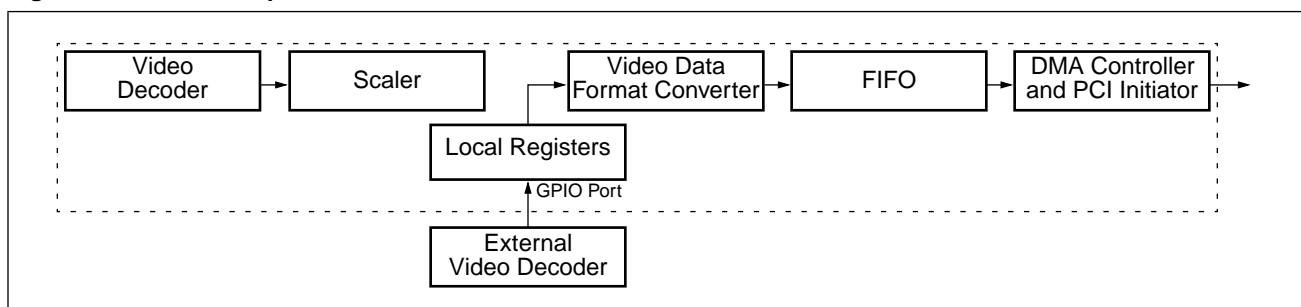 Video
Decoder
Scaler
Video Data
Format Converter
FIFO
DMA Controller
and PCI Initiator
Local Registers
GPIO Port
External
Video Decoder